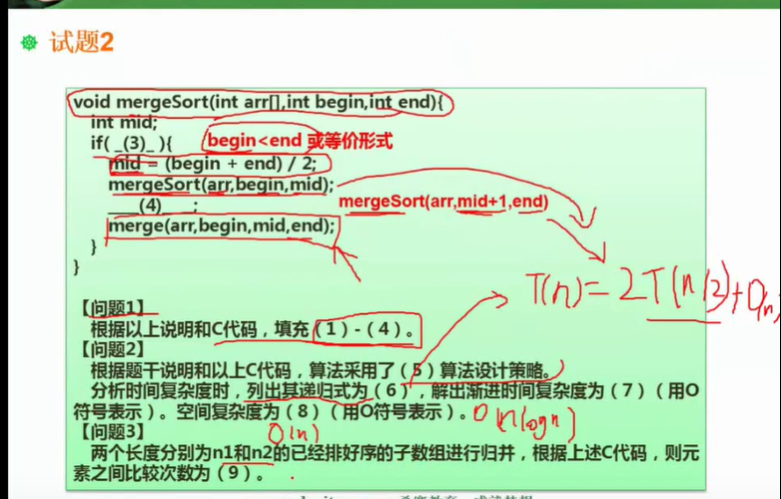 试题2
void mergeSort(int arr[],int begin,int end){
int mid;
if( _(3)_ ){ begin<end 或等价形式
mid = (begin + end) / 2;
mergeSort(arr,begin,mid);
____(4)____; mergeSort(arr,mid+1,end)
merge(arr,begin,mid,end);
}
}
T(n)=2T(n/2)+O(n)
【问题1】
根据以上说明和C代码，填充（1）-（4）。
【问题2】
根据题干说明和以上C代码，算法采用了（5）算法设计策略。
分析时间复杂度时，列出其递归式为（6），解出渐进时间复杂度为（7）（用O
符号表示）。空间复杂度为（8）（用O符号表示）。 O(nlogn)
【问题3】 O(n)
两个长度分别为n1和n2的已经排好序的子数组进行归并，根据上述C代码，则元
素之间比较次数为（9）。